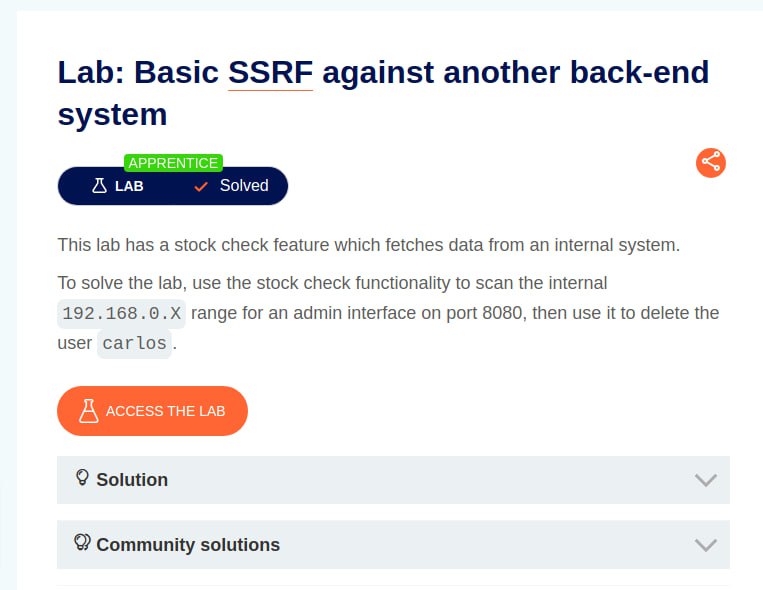 Lab: Basic SSRF against another back-end
system
APPRENTICE
LAB Solved
This lab has a stock check feature which fetches data from an internal system.
To solve the lab, use the stock check functionality to scan the internal
192.168.0.X range for an admin interface on port 8080, then use it to delete the
user carlos.
ACCESS THE LAB
Solution
Community solutions